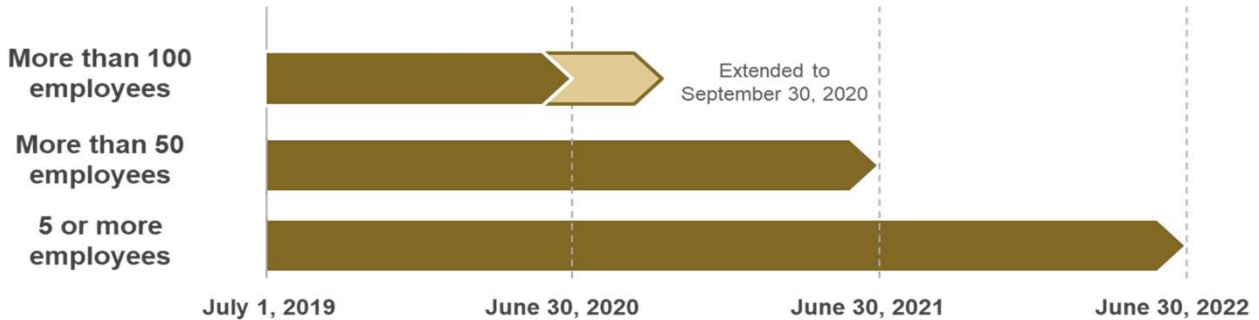 More than 100
employees
Extended to
September 30, 2020
More than 50
employees
5 or more
employees
July 1, 2019
June 30, 2020
June 30, 2021
June 30, 2022